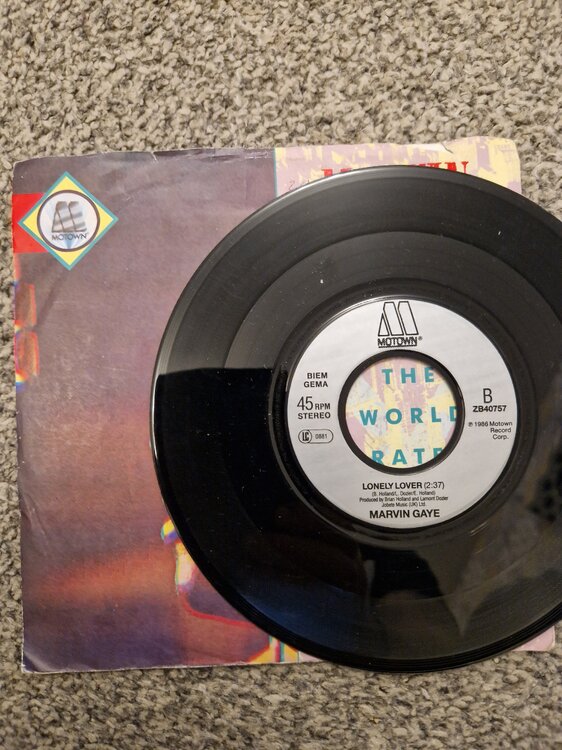 MOTOWN
MOTOWN®
BIEM
GEMA
45 RPM
STEREO
LC 0881
THE
WORLD
RATE
B
ZB40757
℗ 1986 Motown
Record
Corp.
LONELY LOVER (2:37)
(B. Holland/L. Dozier/E. Holland)
Produced by Brian Holland and Lamont Dozier
Jobete Music (UK) Ltd.
MARVIN GAYE